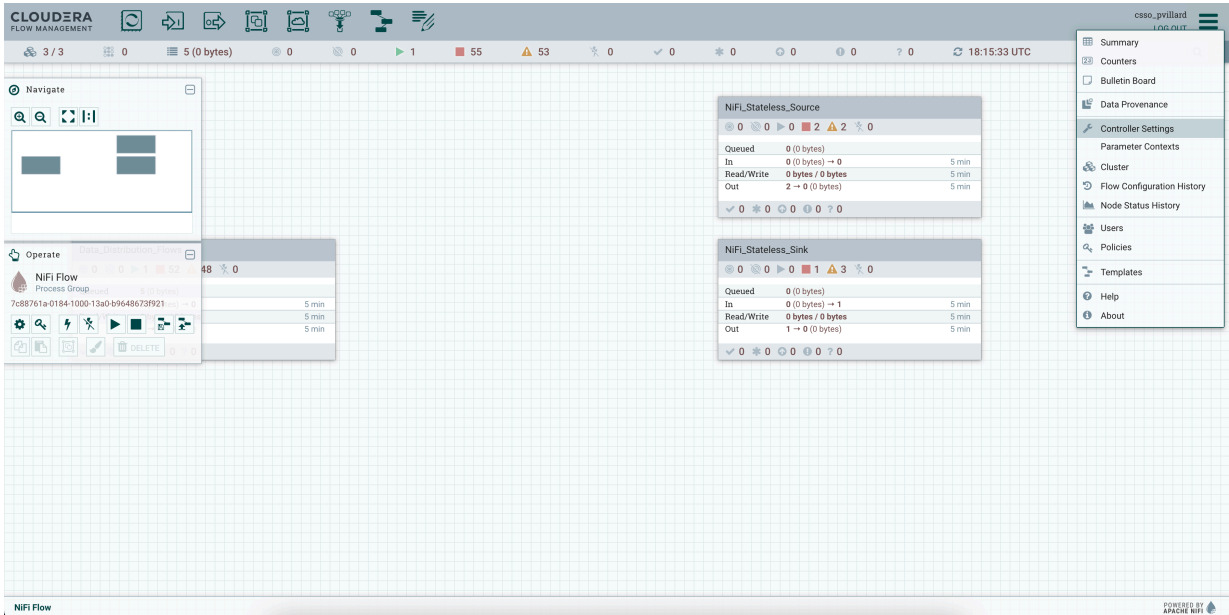 CLOUDERA
FLOW MANAGEMENT
csso_pvillard
LOG OUT
3 / 3 0 5 (0 bytes) 0 0 1 55 53 0 0 0 0 0 ? 0 18:15:33 UTC
Summary
Counters
Bulletin Board
Data Provenance
Controller Settings
Parameter Contexts
Cluster
Flow Configuration History
Node Status History
Users
Policies
Templates
Help
About
Navigate
NiFi_Stateless_Source
0 0 0 2 2 0
Queued 0 (0 bytes)
In 0 (0 bytes) → 0 5 min
Read/Write 0 bytes / 0 bytes 5 min
Out 2 → 0 (0 bytes) 5 min
0 0 0 0 ? 0
Operate
Data_Distribution_Flows
0 0 1 52 48 0
NiFi Flow
Process Group
7c88761a-0184-1000-13a0-b9648673f921
5 min
5 min
5 min
DELETE
NiFi_Stateless_Sink
0 0 0 1 3 0
Queued 0 (0 bytes)
In 0 (0 bytes) → 1 5 min
Read/Write 0 bytes / 0 bytes 5 min
Out 1 → 0 (0 bytes) 5 min
0 0 0 0 ? 0
NiFi Flow
POWERED BY
APACHE NIFI